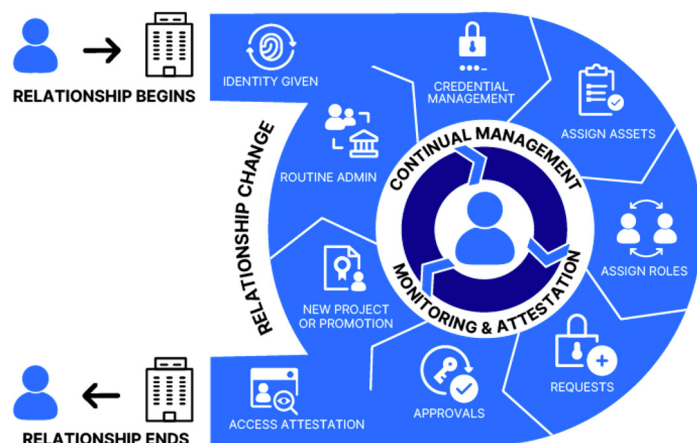 RELATIONSHIP BEGINS
IDENTITY GIVEN
CREDENTIAL
MANAGEMENT
ASSIGN ASSETS
ASSIGN ROLES
REQUESTS
APPROVALS
ACCESS ATTESTATION
NEW PROJECT
OR PROMOTION
ROUTINE ADMIN
RELATIONSHIP CHANGE
CONTINUAL MANAGEMENT
MONITORING & ATTESTATION
RELATIONSHIP ENDS